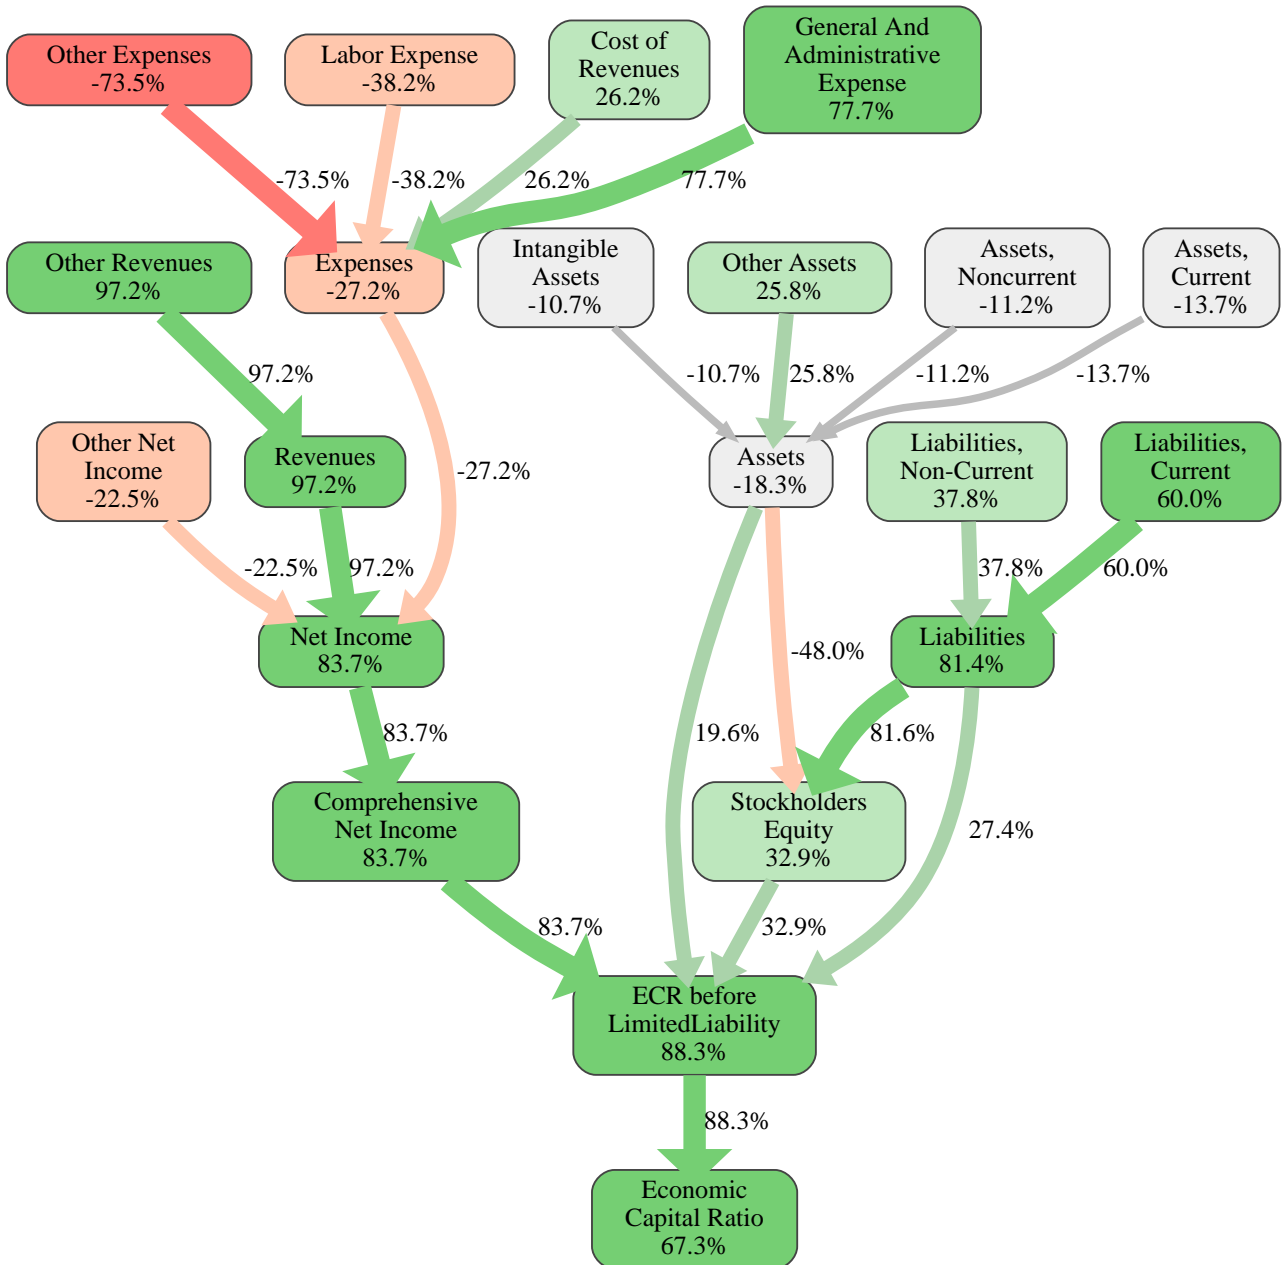 Other Expenses
-73.5%
Labor Expense
-38.2%
Cost of
Revenues
26.2%
General And
Administrative
Expense
77.7%
-73.5%
-38.2%
26.2%
77.7%
Other Revenues
97.2%
Expenses
-27.2%
Intangible
Assets
-10.7%
Other Assets
25.8%
Assets,
Noncurrent
-11.2%
Assets,
Current
-13.7%
97.2%
-27.2%
-10.7%
25.8%
-11.2%
-13.7%
Other Net
Income
-22.5%
Revenues
97.2%
Assets
-18.3%
Liabilities,
Non-Current
37.8%
Liabilities,
Current
60.0%
-22.5%
97.2%
37.8%
60.0%
Net Income
83.7%
-48.0%
Liabilities
81.4%
83.7%
19.6%
81.6%
Comprehensive
Net Income
83.7%
Stockholders
Equity
32.9%
27.4%
83.7%
32.9%
ECR before
LimitedLiability
88.3%
88.3%
Economic
Capital Ratio
67.3%